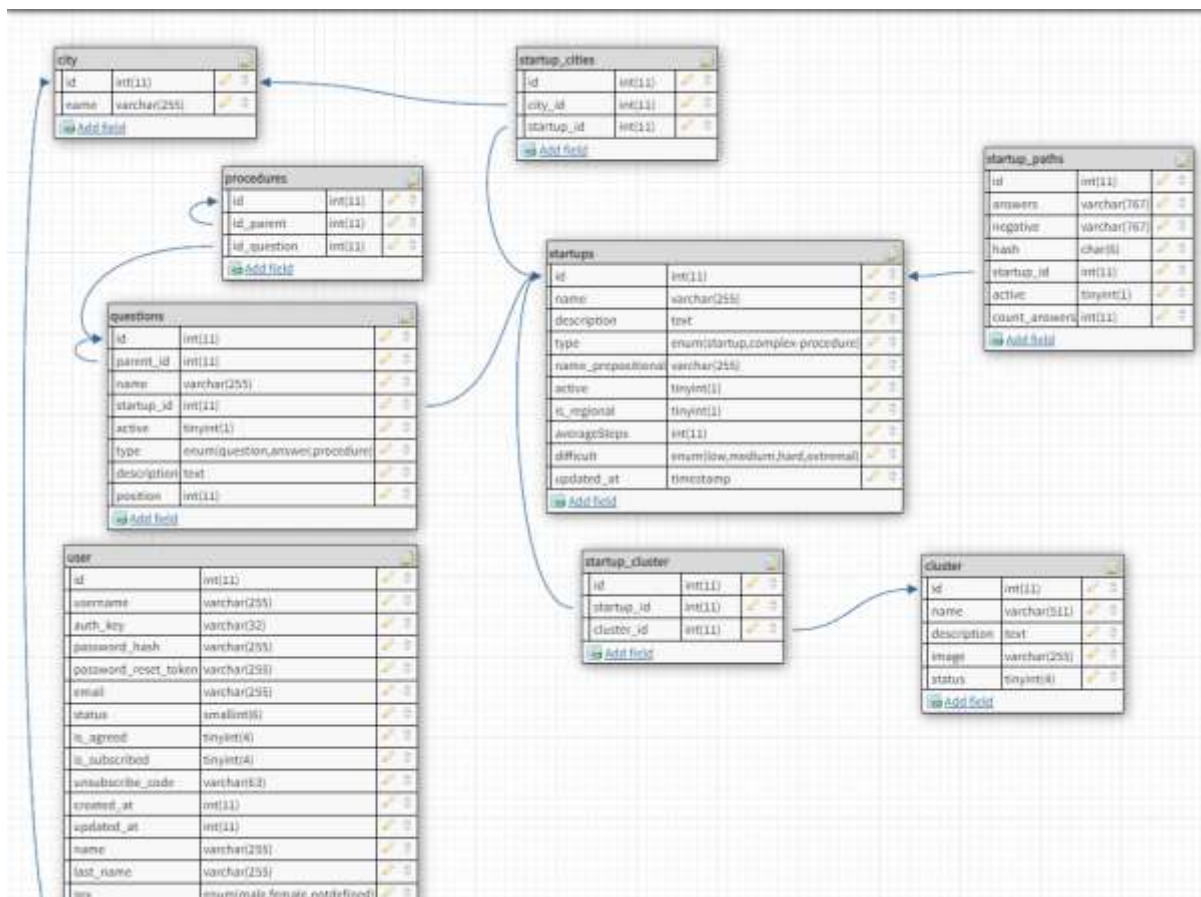 city
id int(11)
name varchar(255)
Add field
startup_cities
id int(11)
city_id int(11)
startup_id int(11)
Add field
procedures
id int(11)
id_parent int(11)
id_question int(11)
Add field
startup_paths
id int(11)
answers varchar(767)
negative varchar(767)
hash char(6)
startup_id int(11)
active tinyint(1)
count_answers int(11)
Add field
startups
id int(11)
name varchar(255)
description text
type enum(startup,complex-procedure)
name_prepositional varchar(255)
active tinyint(1)
is_regional tinyint(1)
averageSteps int(11)
difficult enum(low,medium,hard,extremal)
updated_at timestamp
Add field
questions
id int(11)
parent_id int(11)
name varchar(255)
startup_id int(11)
active tinyint(1)
type enum(question,answer,procedure)
description text
position int(11)
Add field
user
id int(11)
username varchar(255)
auth_key varchar(32)
password_hash varchar(255)
password_reset_token varchar(255)
email varchar(255)
status smallint(6)
is_agreed tinyint(4)
is_subscribed tinyint(4)
unsubscribe_code varchar(63)
created_at int(11)
updated_at int(11)
name varchar(255)
last_name varchar(255)
sex enum(male,female,notdefined)
startup_cluster
id int(11)
startup_id int(11)
cluster_id int(11)
Add field
cluster
id int(11)
name varchar(511)
description text
image varchar(255)
status tinyint(4)
Add field